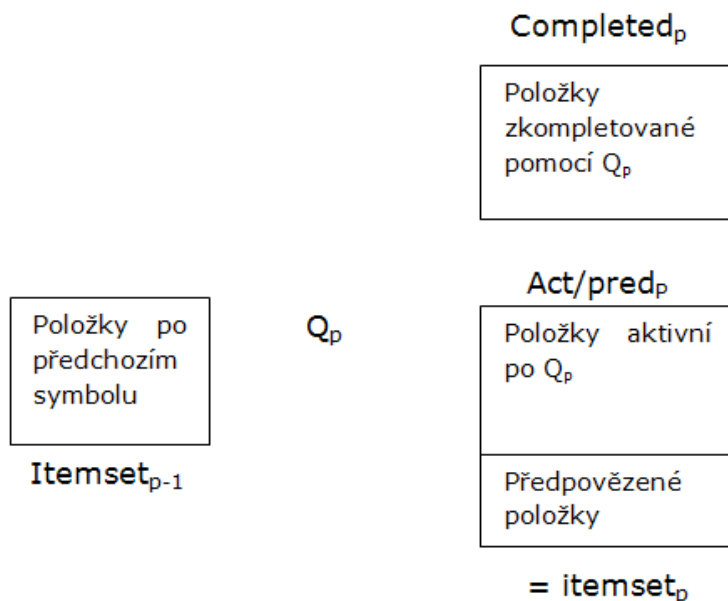 Completedₚ
Položky
zkompletované
pomocí Qₚ
Act/predₚ
Položky po
předchozím
symbolu
Qₚ
Položky aktivní
po Qₚ
Itemsetₚ₋₁
Předpovězené
položky
= itemsetₚ